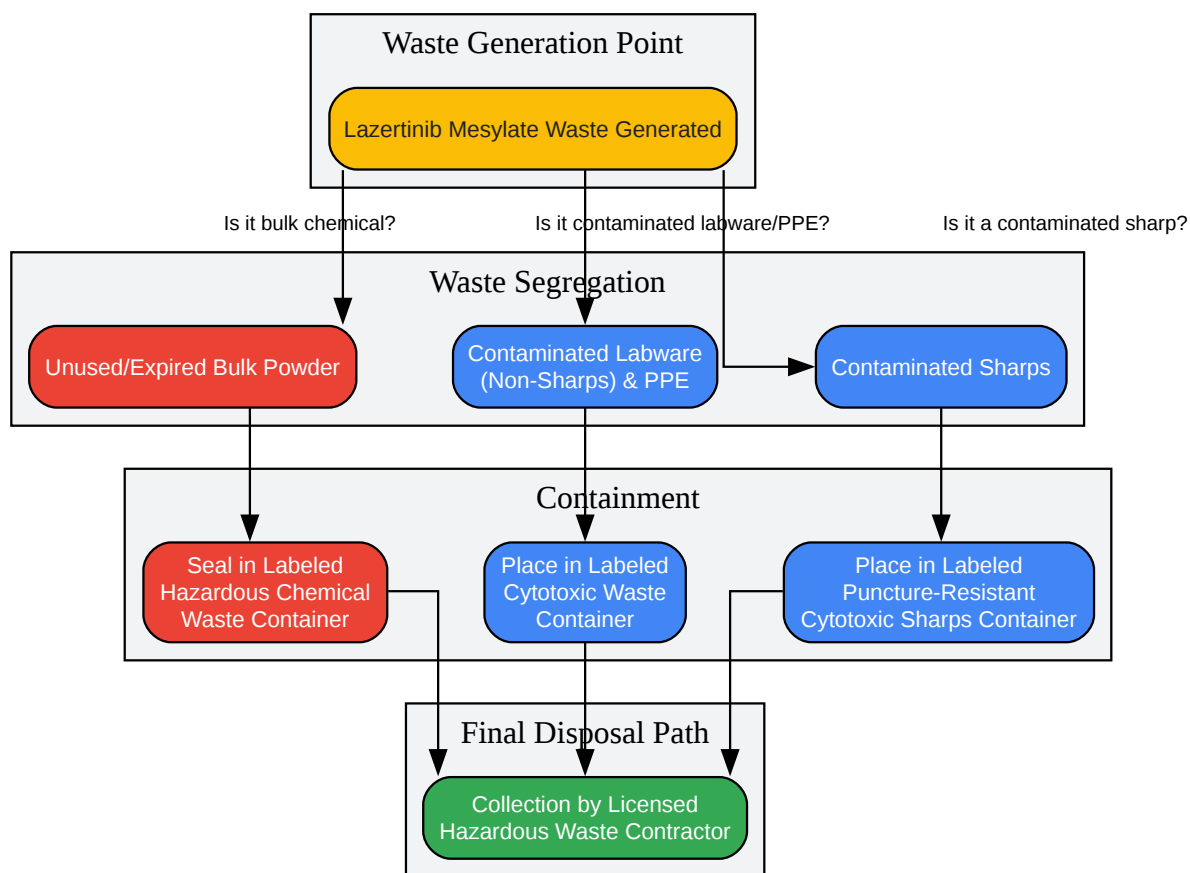 Waste Generation Point
Lazertinib Mesylate Waste Generated
Is it bulk chemical?
Is it contaminated labware/PPE?
Is it a contaminated sharp?
Waste Segregation
Unused/Expired Bulk Powder
Contaminated Labware
(Non-Sharps) & PPE
Contaminated Sharps
Containment
Seal in Labeled
Hazardous Chemical
Waste Container
Place in Labeled
Cytotoxic Waste
Container
Place in Labeled
Puncture-Resistant
Cytotoxic Sharps Container
Final Disposal Path
Collection by Licensed
Hazardous Waste Contractor